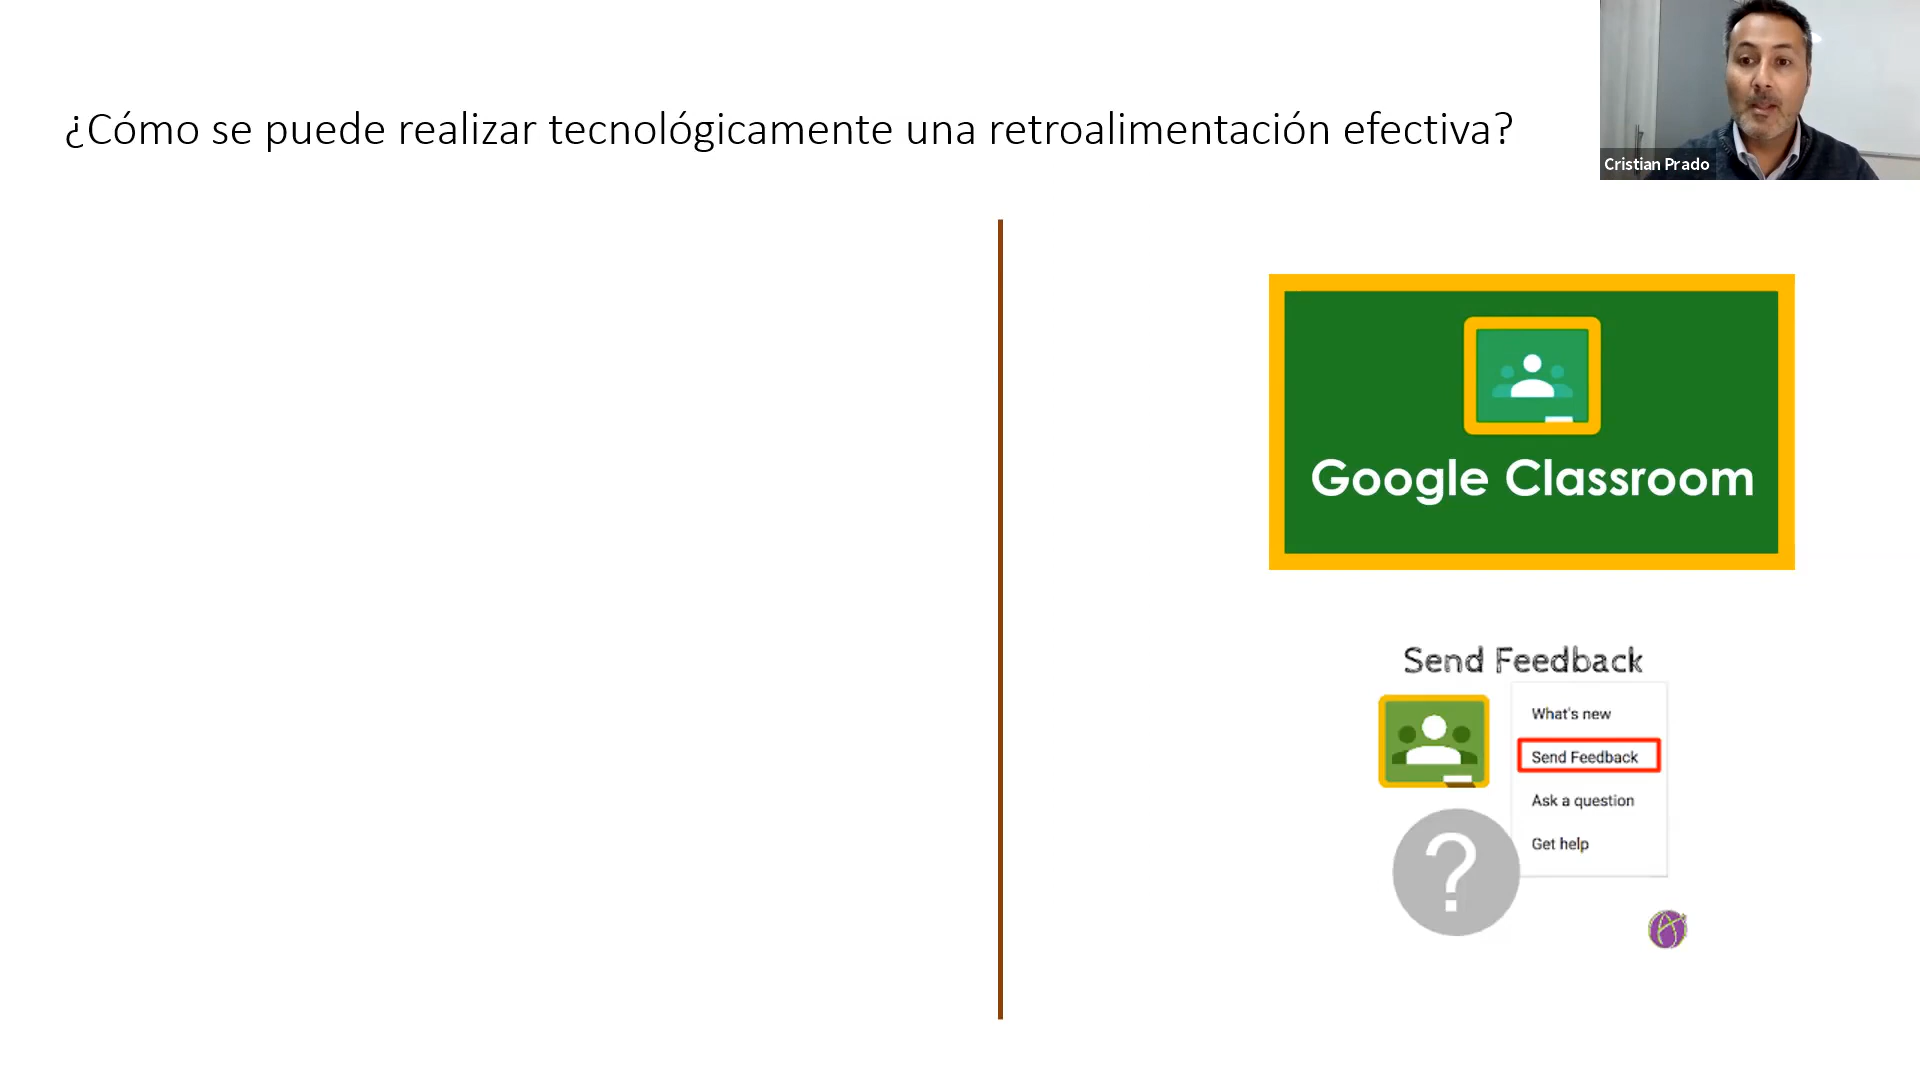 ¿Cómo se puede realizar tecnológicamente una retroalimentación efectiva?
Cristian Prado
Google Classroom
Send Feedback
What's new
Send Feedback
Ask a question
Get help
?